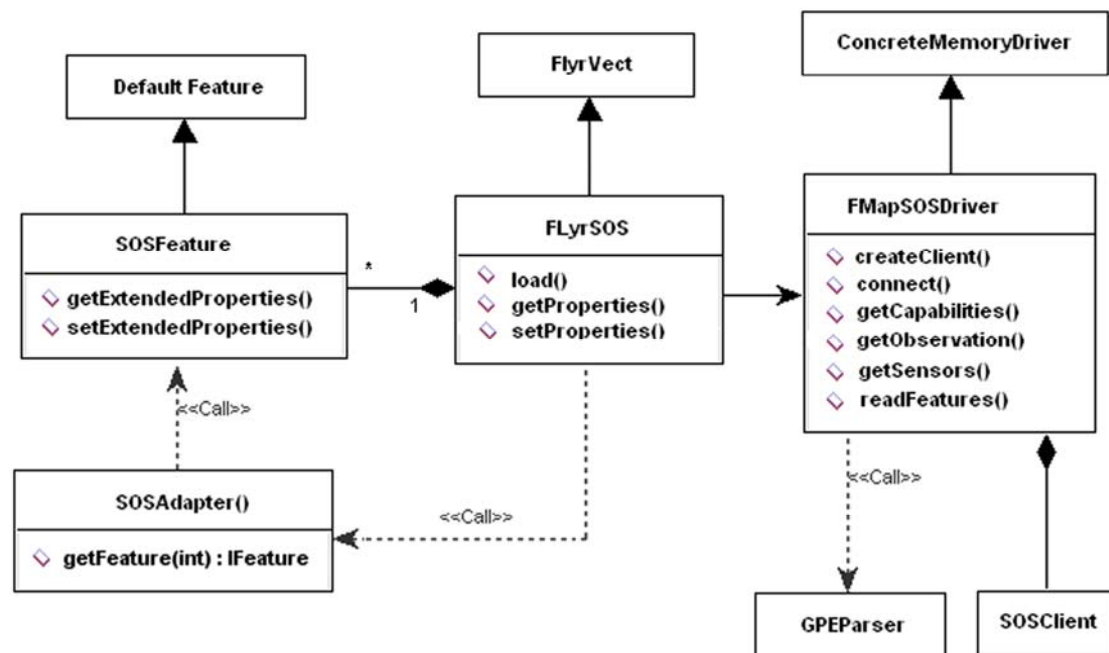 Default Feature
FlyrVect
ConcreteMemoryDriver
SOSFeature
getExtendedProperties()
setExtendedProperties()
*
1
FLyrSOS
load()
getProperties()
setProperties()
FMapSOSDriver
createClient()
connect()
getCapabilities()
getObservation()
getSensors()
readFeatures()
<<Call>>
<<Call>>
<<Call>>
SOSAdapter()
getFeature(int) : IFeature
GPEParser
SOSClient